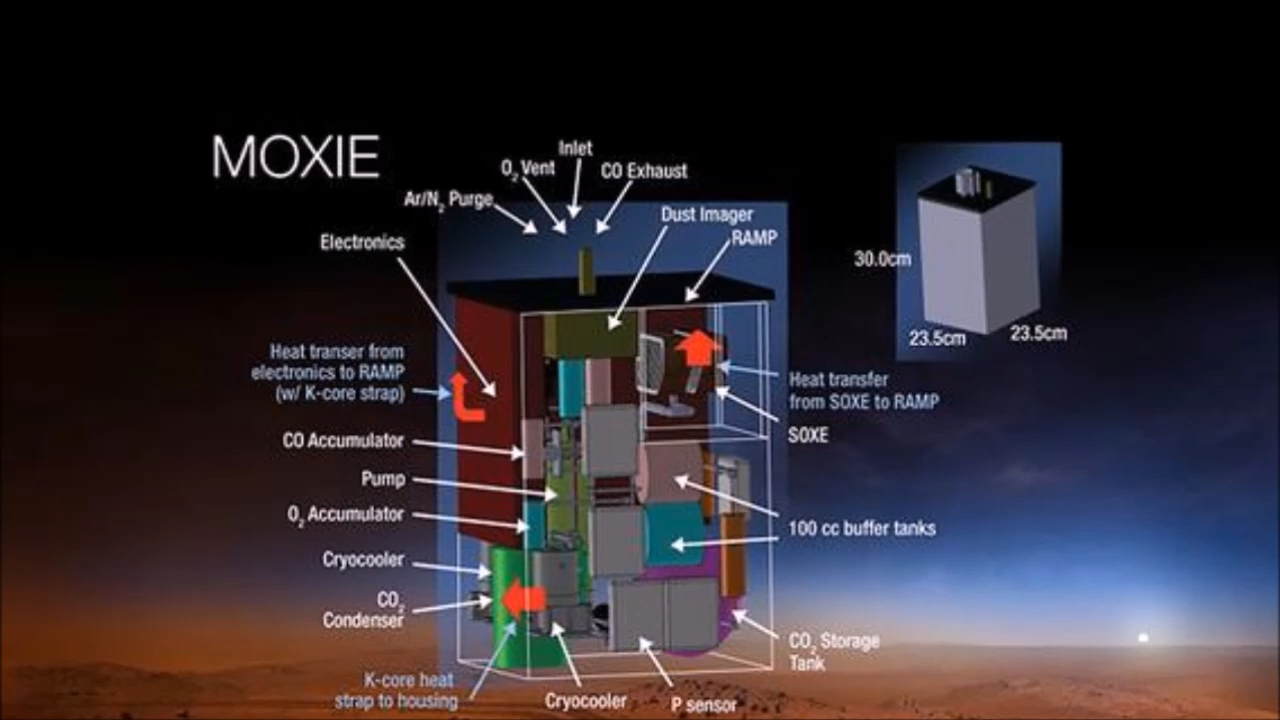 MOXIE
Inlet
O₂ Vent
CO Exhaust
Ar/N₂ Purge
Dust Imager
RAMP
Electronics
30.0cm
23.5cm
23.5cm
Heat transer from
electronics to RAMP
(w/ K-core strap)
Heat transfer
from SOXE to RAMP
SOXE
CO Accumulator
Pump
O₂ Accumulator
100 cc buffer tanks
Cryocooler
CO₂
Condenser
CO₂ Storage
Tank
K-core heat
strap to housing
Cryocooler
P sensor